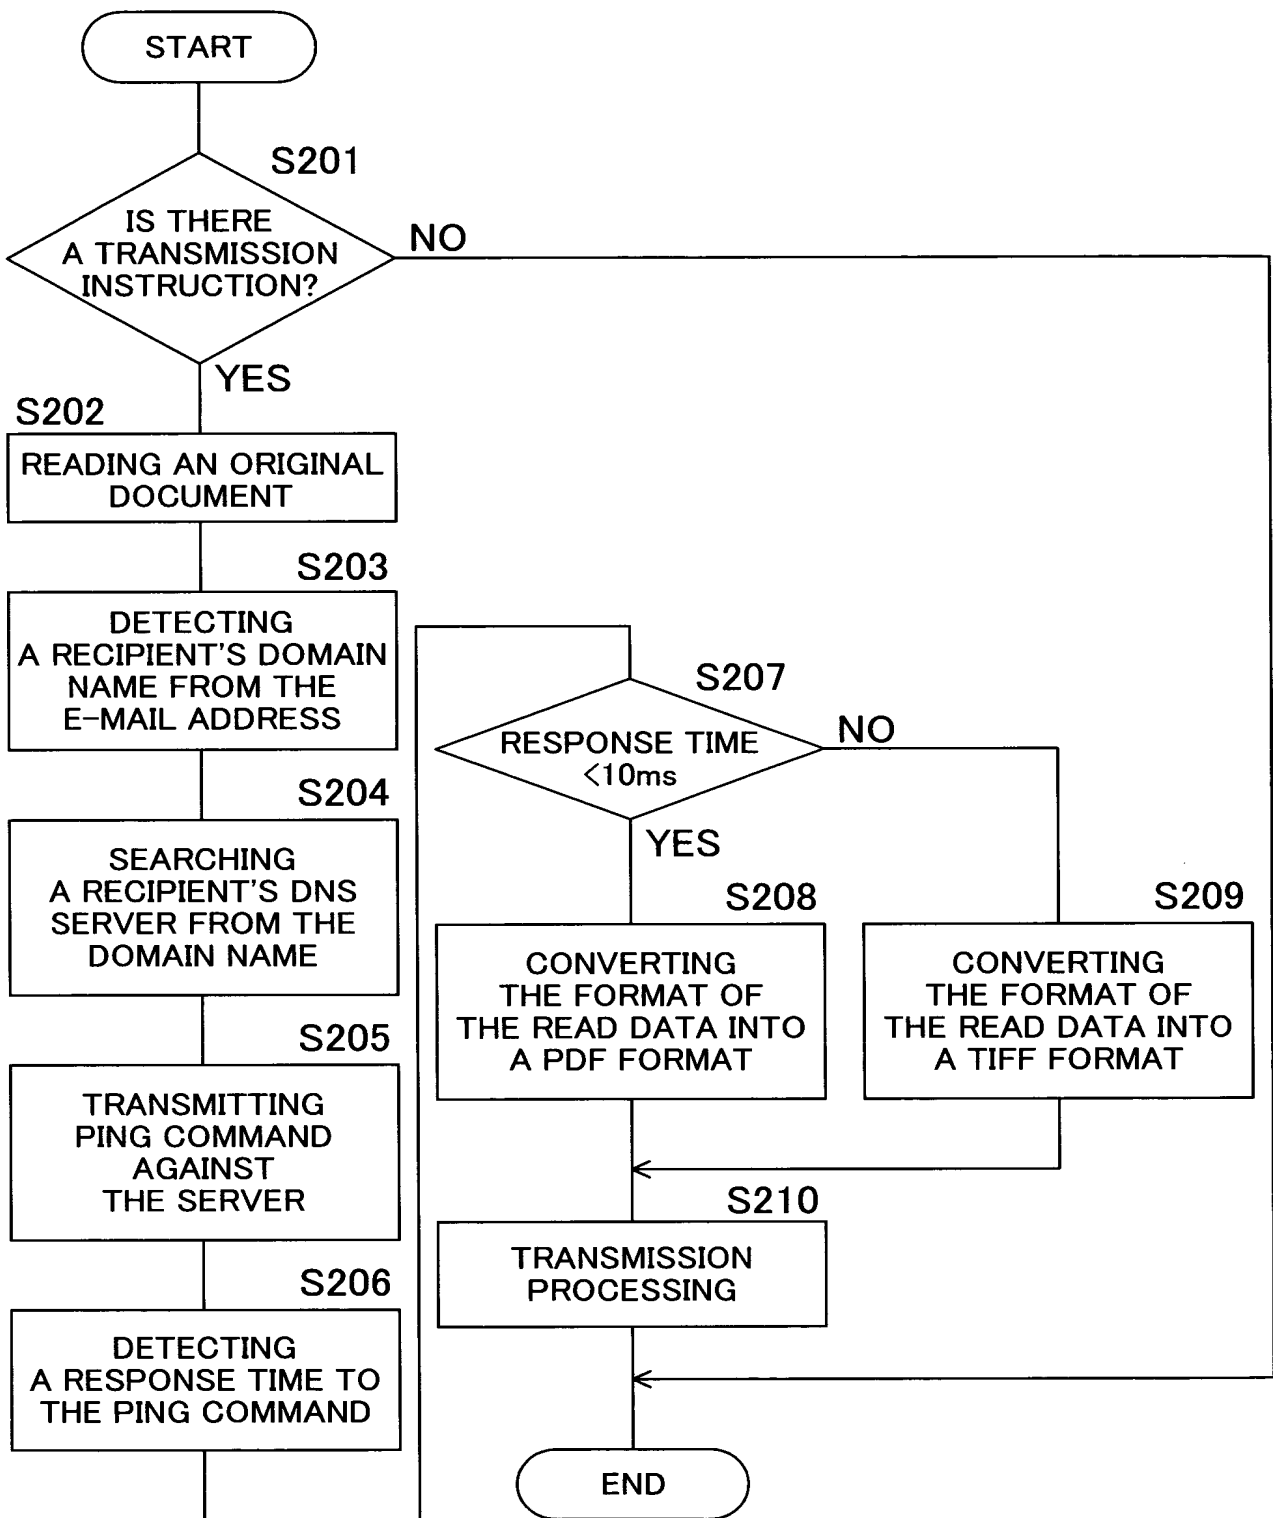 START
S201
IS THERE
A TRANSMISSION
INSTRUCTION?
NO
YES
S202
READING AN ORIGINAL
DOCUMENT
S203
DETECTING
A RECIPIENT'S DOMAIN
NAME FROM THE
E-MAIL ADDRESS
S204
SEARCHING
A RECIPIENT'S DNS
SERVER FROM THE
DOMAIN NAME
S205
TRANSMITTING
PING COMMAND
AGAINST
THE SERVER
S206
DETECTING
A RESPONSE TIME TO
THE PING COMMAND
S207
RESPONSE TIME
<10ms
NO
YES
S208
CONVERTING
THE FORMAT OF
THE READ DATA INTO
A PDF FORMAT
S209
CONVERTING
THE FORMAT OF
THE READ DATA INTO
A TIFF FORMAT
S210
TRANSMISSION
PROCESSING
END